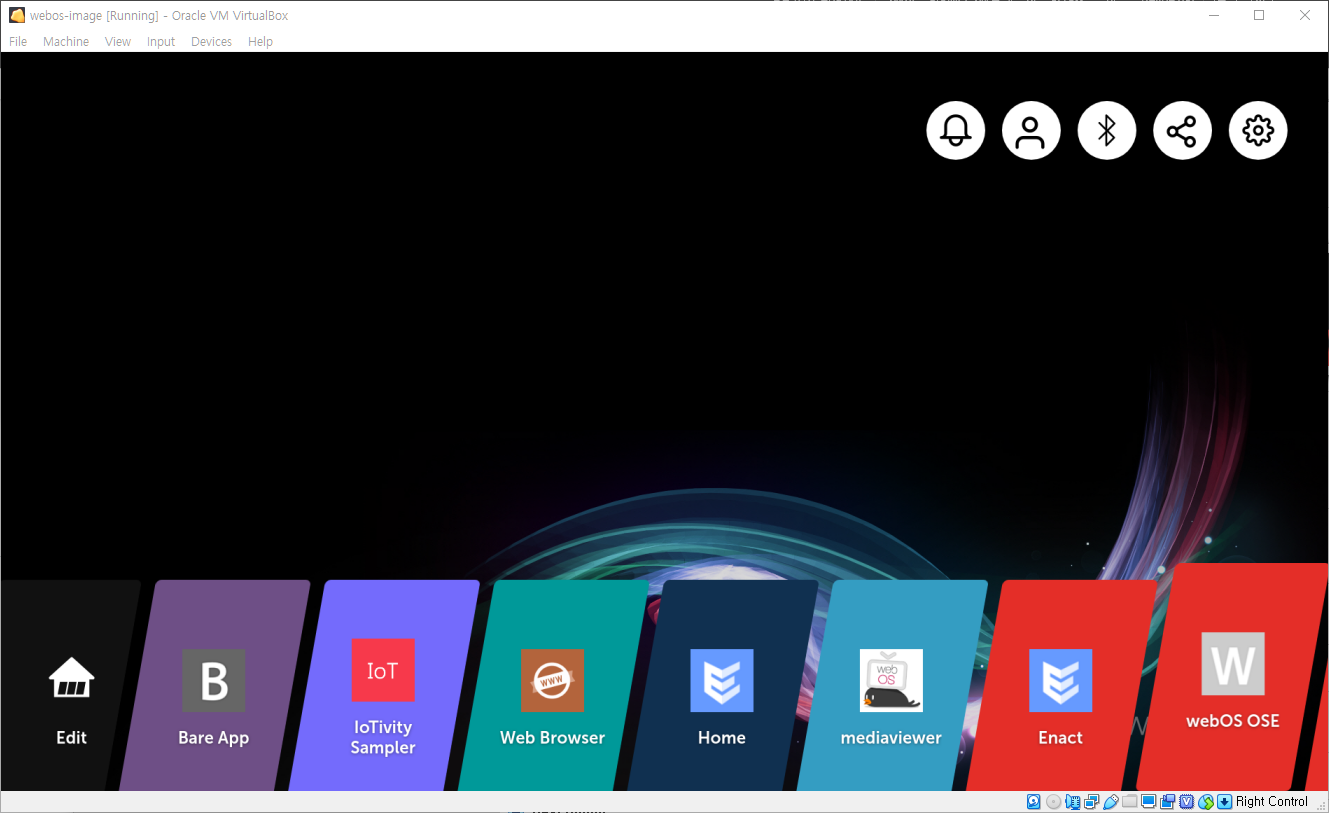 webos-image [Running] - Oracle VM VirtualBox
File Machine View Input Devices Help
B
IoT
WWW
web
OS
W
Edit
Bare App
IoTivity
Sampler
Web Browser
Home
mediaviewer
Enact
W
webOS OSE
V
Right Control